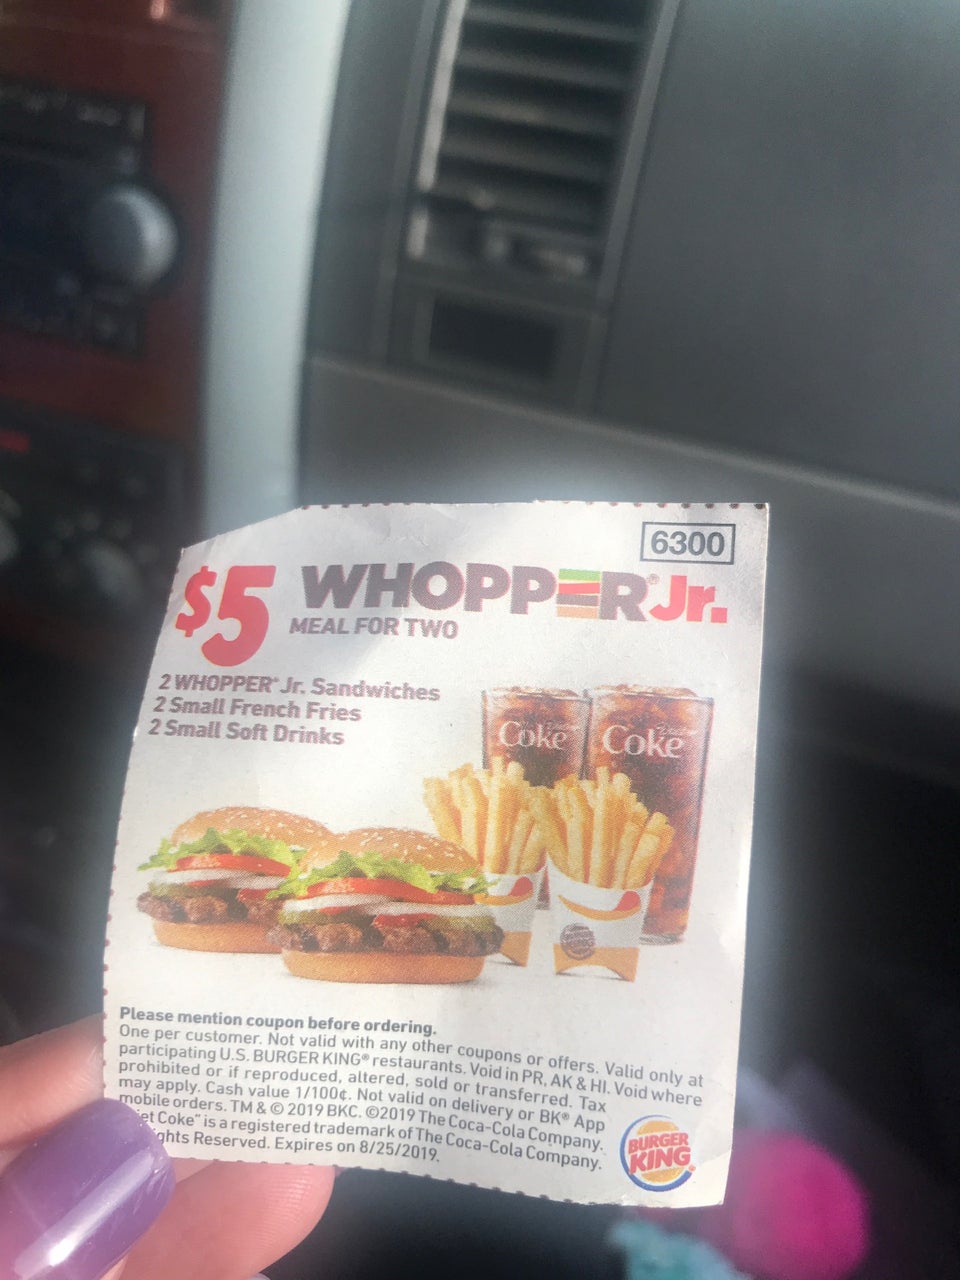 6300
$5 WHOPPER® Jr.
MEAL FOR TWO
2 WHOPPER® Jr. Sandwiches
2 Small French Fries
2 Small Soft Drinks
Coke Coke
Please mention coupon before ordering.
One per customer. Not valid with any other coupons or offers. Valid only at
participating U.S. BURGER KING® restaurants. Void in PR, AK & HI. Void where
prohibited or if reproduced, altered, sold or transferred. Tax
may apply. Cash value 1/100¢. Not valid on delivery or BK® App
mobile orders. TM & © 2019 BKC. ©2019 The Coca-Cola Company.
iet Coke" is a registered trademark of The Coca-Cola Company.
ights Reserved. Expires on 8/25/2019.
BURGER
KING